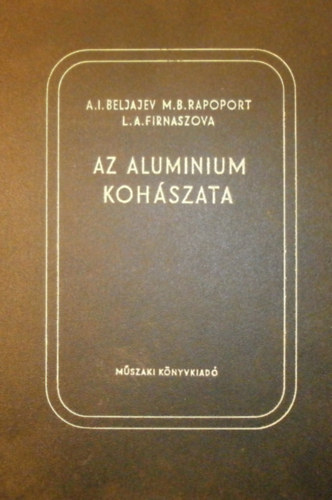 A.I.BELJAJEV M.B.RAPOPORT
L.A.FIRNASZOVA
AZ ALUMINIUM
KOHÁSZATA
MŰSZAKI KÖNYVKIADÓ